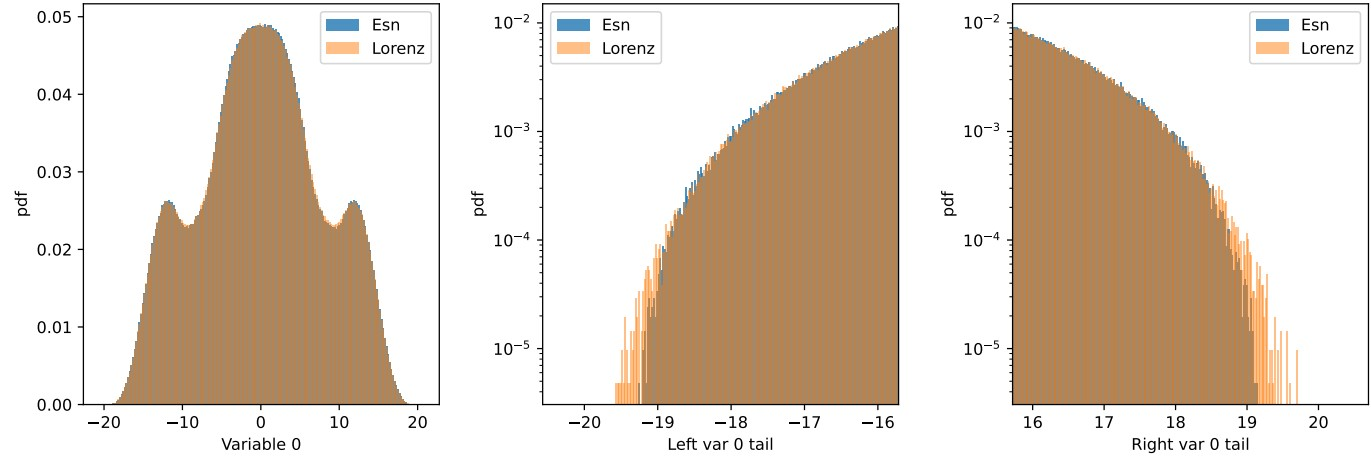 0.05
0.04
0.03
0.02
0.01
0.00
pdf
−20
−10
0
10
20
Variable 0
Esn
Lorenz
10⁻²
10⁻³
10⁻⁴
10⁻⁵
pdf
−20
−19
−18
−17
−16
Left var 0 tail
Esn
Lorenz
10⁻²
10⁻³
10⁻⁴
10⁻⁵
pdf
16
17
18
19
20
Right var 0 tail
Esn
Lorenz